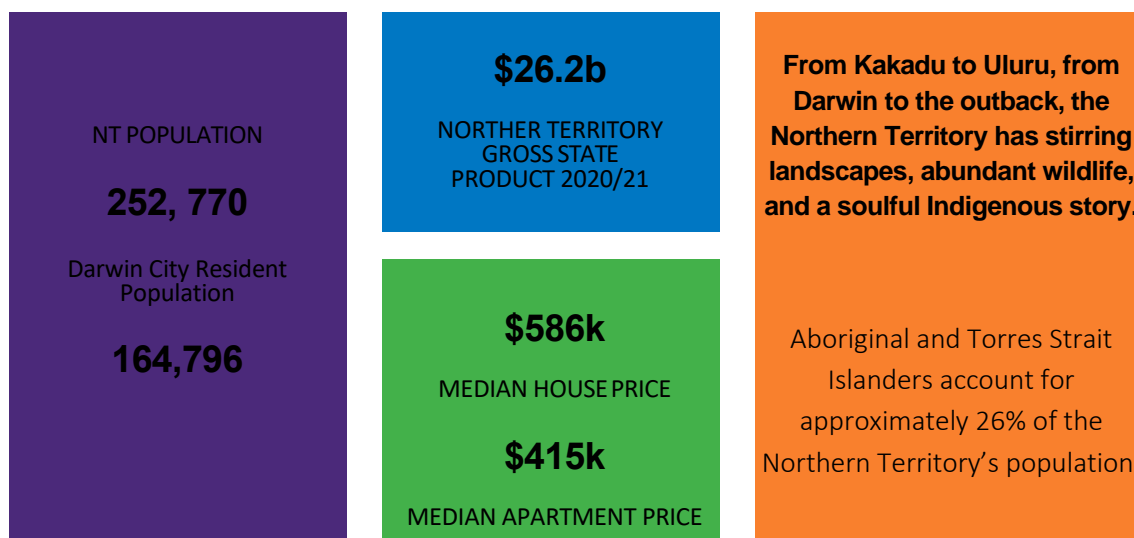 NT POPULATION
252, 770
Darwin City Resident
Population
164,796
$26.2b
NORTHER TERRITORY
GROSS STATE
PRODUCT 2020/21
$586k
MEDIAN HOUSE PRICE
$415k
MEDIAN APARTMENT PRICE
From Kakadu to Uluru, from
Darwin to the outback, the
Northern Territory has stirring
landscapes, abundant wildlife,
and a soulful Indigenous story.
Aboriginal and Torres Strait
Islanders account for
approximately 26% of the
Northern Territory’s population